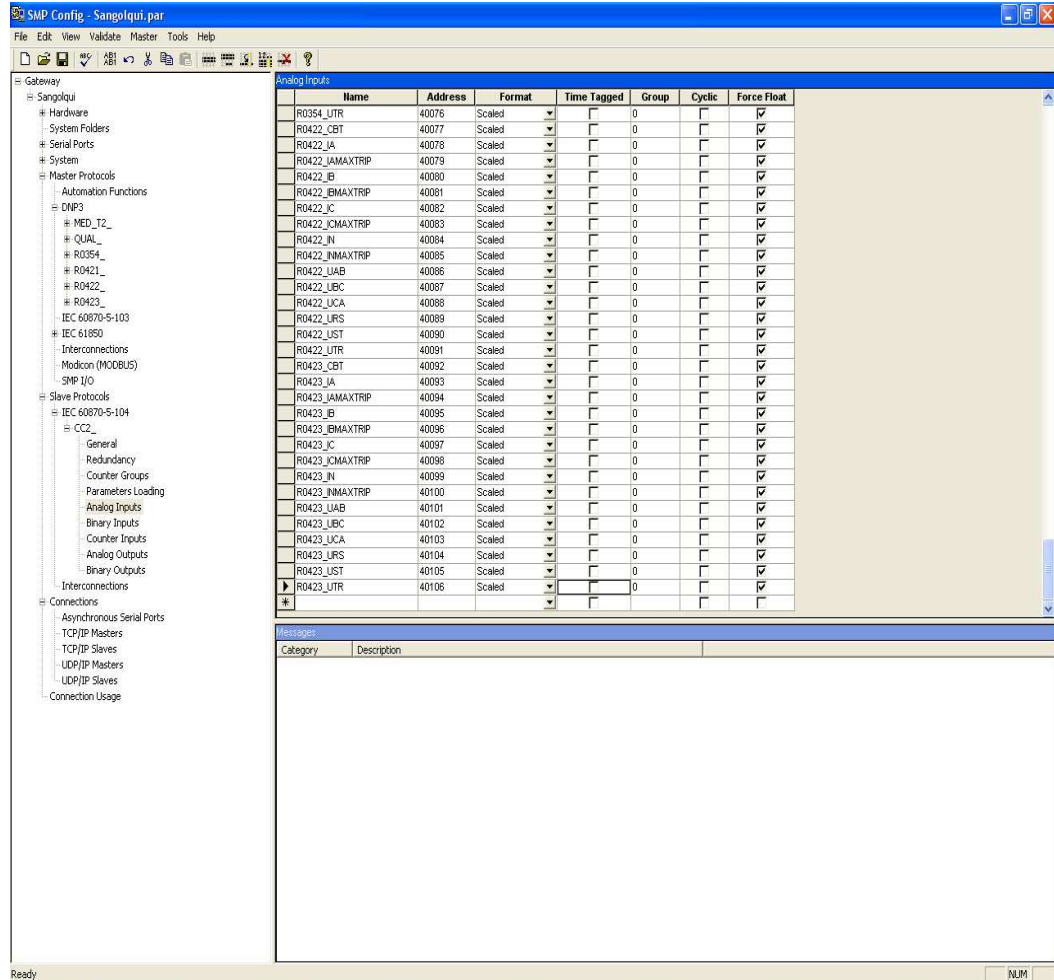 SMP Config - Sangolqui.par
File Edit View Validate Master Tools Help
Gateway
Sangolqui
Hardware
System Folders
Serial Ports
System
Master Protocols
Automation Functions
DNP3
MED_T2_
QUAL_
R0354_
R0421_
R0422_
R0423_
IEC 60870-5-103
IEC 61850
Interconnections
Modicon (MODBUS)
SMP I/O
Slave Protocols
IEC 60870-5-104
CC2_
General
Redundancy
Counter Groups
Parameters Loading
Analog Inputs
Binary Inputs
Counter Inputs
Analog Outputs
Binary Outputs
Interconnections
Connections
Asynchronous Serial Ports
TCP/IP Masters
TCP/IP Slaves
UDP/IP Masters
UDP/IP Slaves
Connection Usage
Analog Inputs
Name Address Format Time Tagged Group Cyclic Force Float
R0354_UTR 40076 Scaled 0
R0422_CBT 40077 Scaled 0
R0422_IA 40078 Scaled 0
R0422_IAMAXTRIP 40079 Scaled 0
R0422_IB 40080 Scaled 0
R0422_IBMAXTRIP 40081 Scaled 0
R0422_IC 40082 Scaled 0
R0422_ICMAXTRIP 40083 Scaled 0
R0422_IN 40084 Scaled 0
R0422_INMAXTRIP 40085 Scaled 0
R0422_UAB 40086 Scaled 0
R0422_UBC 40087 Scaled 0
R0422_UCA 40088 Scaled 0
R0422_URS 40089 Scaled 0
R0422_UST 40090 Scaled 0
R0422_UTR 40091 Scaled 0
R0423_CBT 40092 Scaled 0
R0423_IA 40093 Scaled 0
R0423_IAMAXTRIP 40094 Scaled 0
R0423_IB 40095 Scaled 0
R0423_IBMAXTRIP 40096 Scaled 0
R0423_IC 40097 Scaled 0
R0423_ICMAXTRIP 40098 Scaled 0
R0423_IN 40099 Scaled 0
R0423_INMAXTRIP 40100 Scaled 0
R0423_UAB 40101 Scaled 0
R0423_UBC 40102 Scaled 0
R0423_UCA 40103 Scaled 0
R0423_URS 40104 Scaled 0
R0423_UST 40105 Scaled 0
R0423_UTR 40106 Scaled 0
Messages
Category Description
Ready NUM